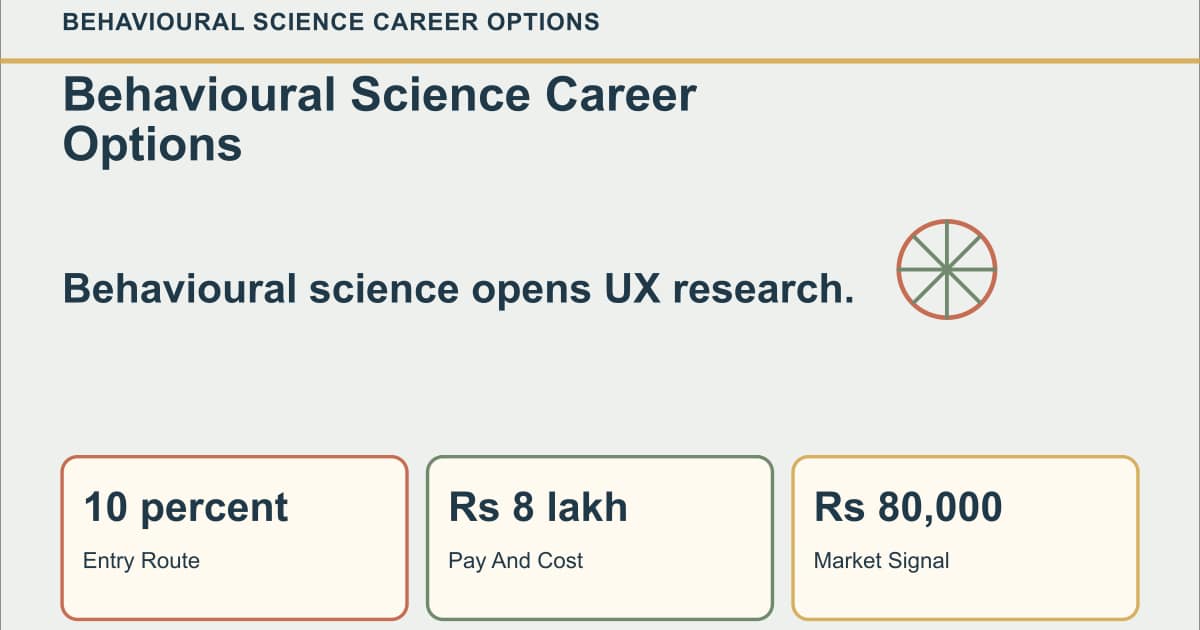 BEHAVIOURAL SCIENCE CAREER OPTIONS
Behavioural Science Career
Options
Behavioural science opens UX research.
10 percent
Entry Route
Rs 8 lakh
Pay And Cost
Rs 80,000
Market Signal